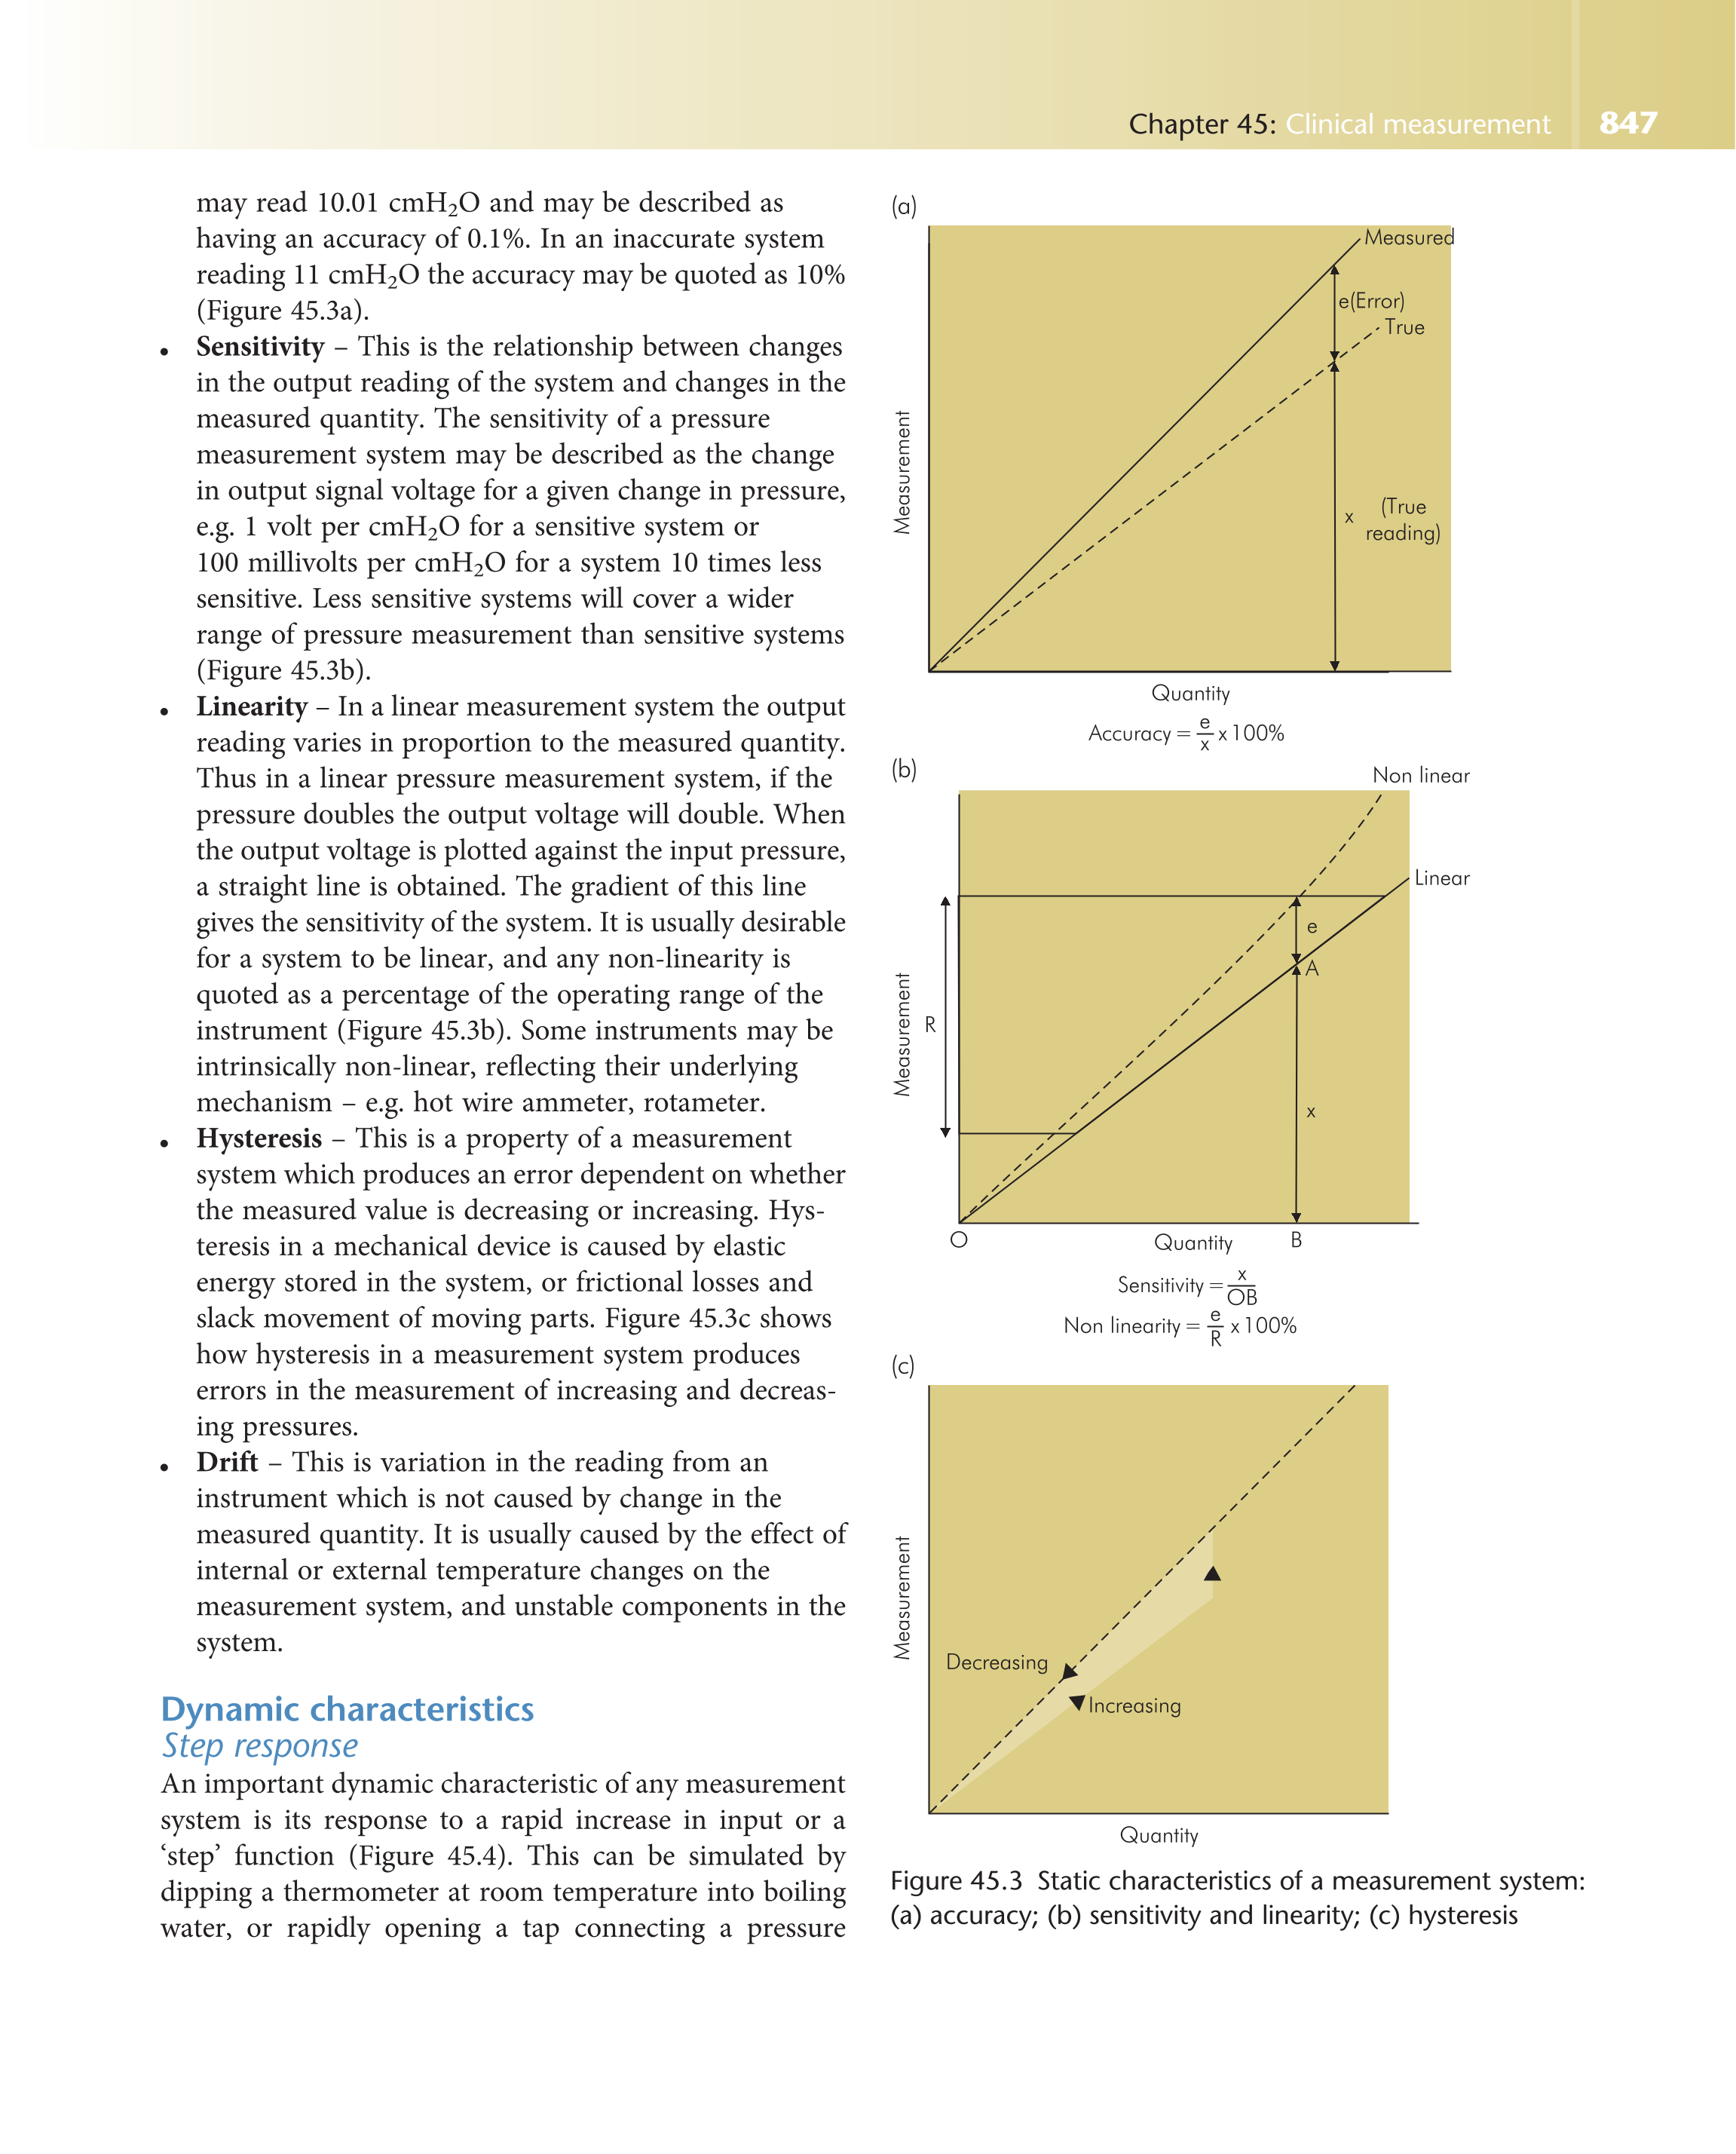 Chapter 45: Clinical measurement 847
may read 10.01 cmH₂O and may be described as
having an accuracy of 0.1%. In an inaccurate system
reading 11 cmH₂O the accuracy may be quoted as 10%
(Figure 45.3a).
• Sensitivity – This is the relationship between changes
in the output reading of the system and changes in the
measured quantity. The sensitivity of a pressure
measurement system may be described as the change
in output signal voltage for a given change in pressure,
e.g. 1 volt per cmH₂O for a sensitive system or
100 millivolts per cmH₂O for a system 10 times less
sensitive. Less sensitive systems will cover a wider
range of pressure measurement than sensitive systems
(Figure 45.3b).
• Linearity – In a linear measurement system the output
reading varies in proportion to the measured quantity.
Thus in a linear pressure measurement system, if the
pressure doubles the output voltage will double. When
the output voltage is plotted against the input pressure,
a straight line is obtained. The gradient of this line
gives the sensitivity of the system. It is usually desirable
for a system to be linear, and any non-linearity is
quoted as a percentage of the operating range of the
instrument (Figure 45.3b). Some instruments may be
intrinsically non-linear, reflecting their underlying
mechanism – e.g. hot wire ammeter, rotameter.
• Hysteresis – This is a property of a measurement
system which produces an error dependent on whether
the measured value is decreasing or increasing. Hys-
teresis in a mechanical device is caused by elastic
energy stored in the system, or frictional losses and
slack movement of moving parts. Figure 45.3c shows
how hysteresis in a measurement system produces
errors in the measurement of increasing and decreas-
ing pressures.
• Drift – This is variation in the reading from an
instrument which is not caused by change in the
measured quantity. It is usually caused by the effect of
internal or external temperature changes on the
measurement system, and unstable components in the
system.
Dynamic characteristics
Step response
An important dynamic characteristic of any measurement
system is its response to a rapid increase in input or a
‘step’ function (Figure 45.4). This can be simulated by
dipping a thermometer at room temperature into boiling
water, or rapidly opening a tap connecting a pressure
(a)
Measured
e(Error)
True
Measurement
x (True
reading)
Quantity
Accuracy = e/x x 100%
(b)
Non linear
Linear
e
A
R
Measurement
x
O
Quantity
B
Sensitivity = x/OB
Non linearity = e/R x 100%
(c)
Measurement
Decreasing
Increasing
Quantity
Figure 45.3 Static characteristics of a measurement system:
(a) accuracy; (b) sensitivity and linearity; (c) hysteresis